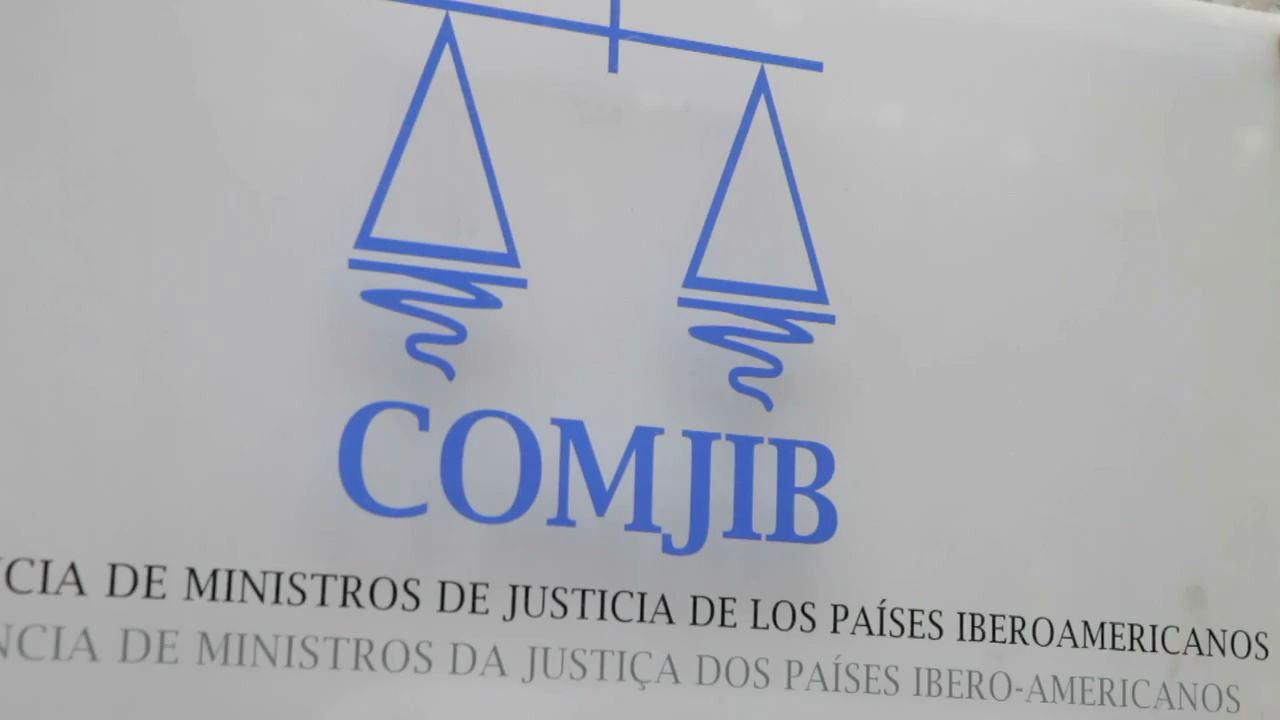 COMJIB
CIA DE MINISTROS DE JUSTICIA DE LOS PAÍSES IBEROAMERICANOS
NCIA DE MINISTROS DA JUSTIÇA DOS PAÍSES IBERO-AMERICANOS